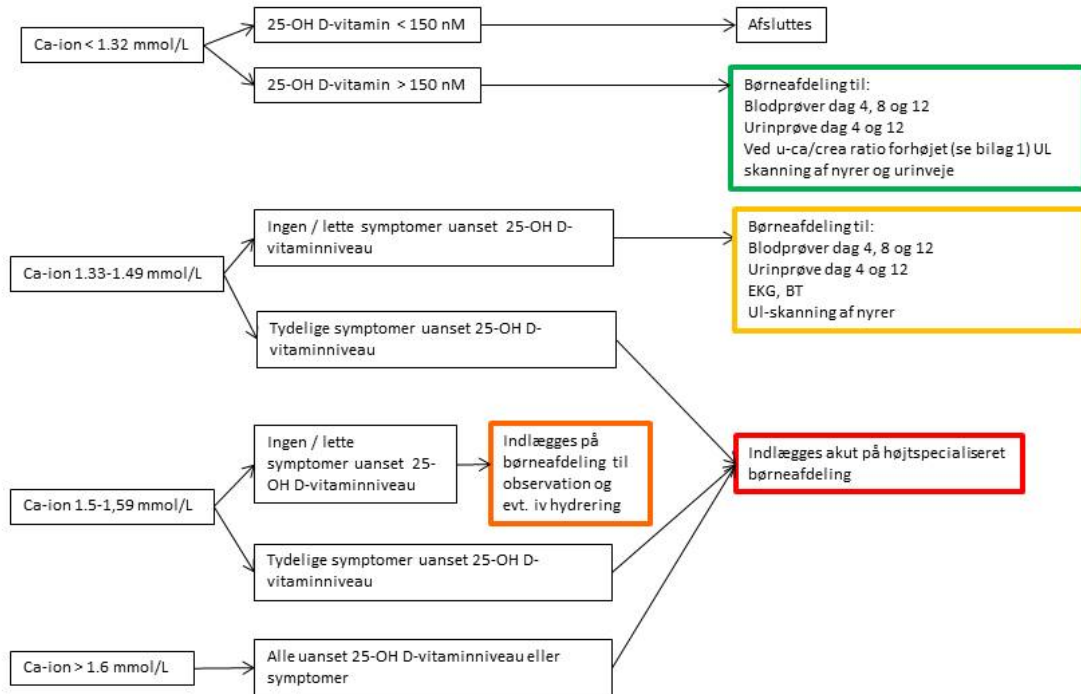 Ca-ion < 1.32 mmol/L
25-OH D-vitamin < 150 nM
Afsluttes
25-OH D-vitamin > 150 nM
Børneafdeling til:
Blodprøver dag 4, 8 og 12
Urinprøve dag 4 og 12
Ved u-ca/crea ratio forhøjet (se bilag 1) UL
skanning af nyrer og urinveje
Ca-ion 1.33-1.49 mmol/L
Ingen / lette symptomer uanset 25-OH D-
vitaminniveau
Børneafdeling til:
Blodprøver dag 4, 8 og 12
Urinprøve dag 4 og 12
EKG, BT
Ul-skanning af nyrer
Tydelige symptomer uanset 25-OH D-
vitaminniveau
Ca-ion 1.5-1,59 mmol/L
Ingen / lette
symptomer uanset 25-
OH D-vitaminniveau
Indlægges på
børneafdeling til
observation og
evt. iv hydrering
Indlægges akut på højtspecialiseret
børneafdeling
Tydelige symptomer uanset 25-OH D-
vitaminniveau
Ca-ion > 1.6 mmol/L
Alle uanset 25-OH D-vitaminniveau eller
symptomer